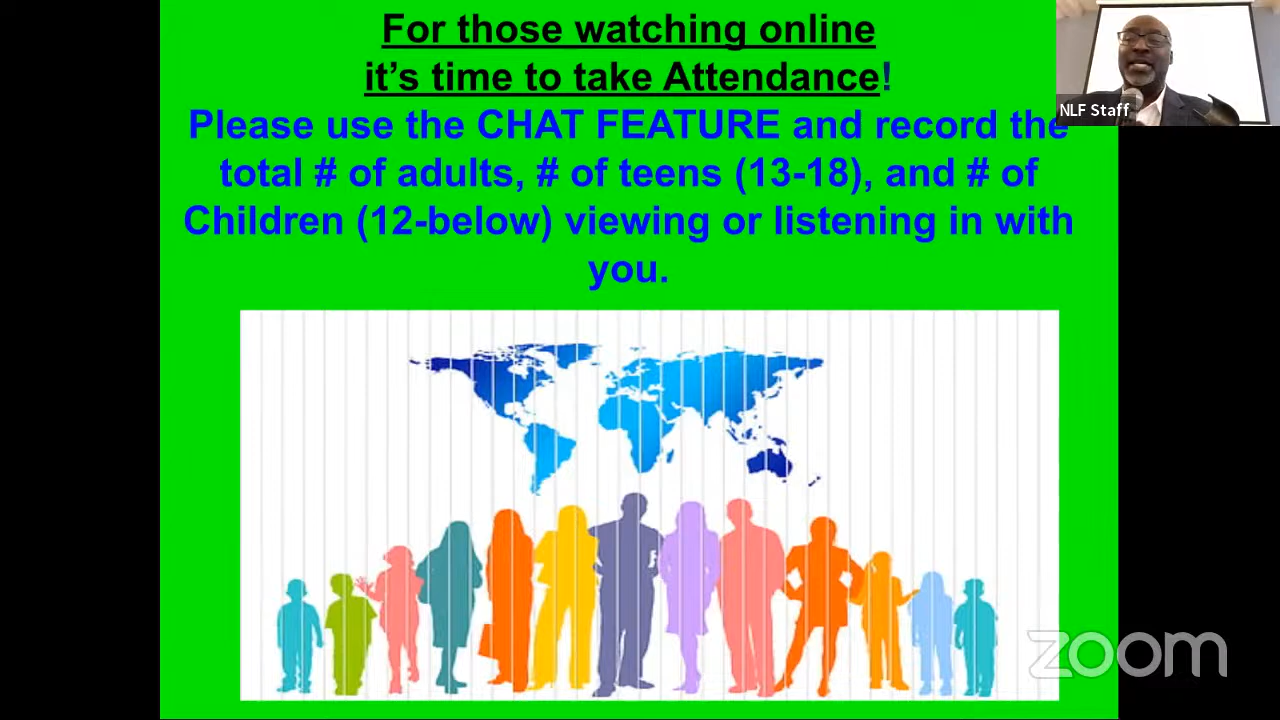 For those watching online
it's time to take Attendance!
Please use the CHAT FEATURE and record the
total # of adults, # of teens (13-18), and # of
Children (12-below) viewing or listening in with
you.
NLF Staff
zoom